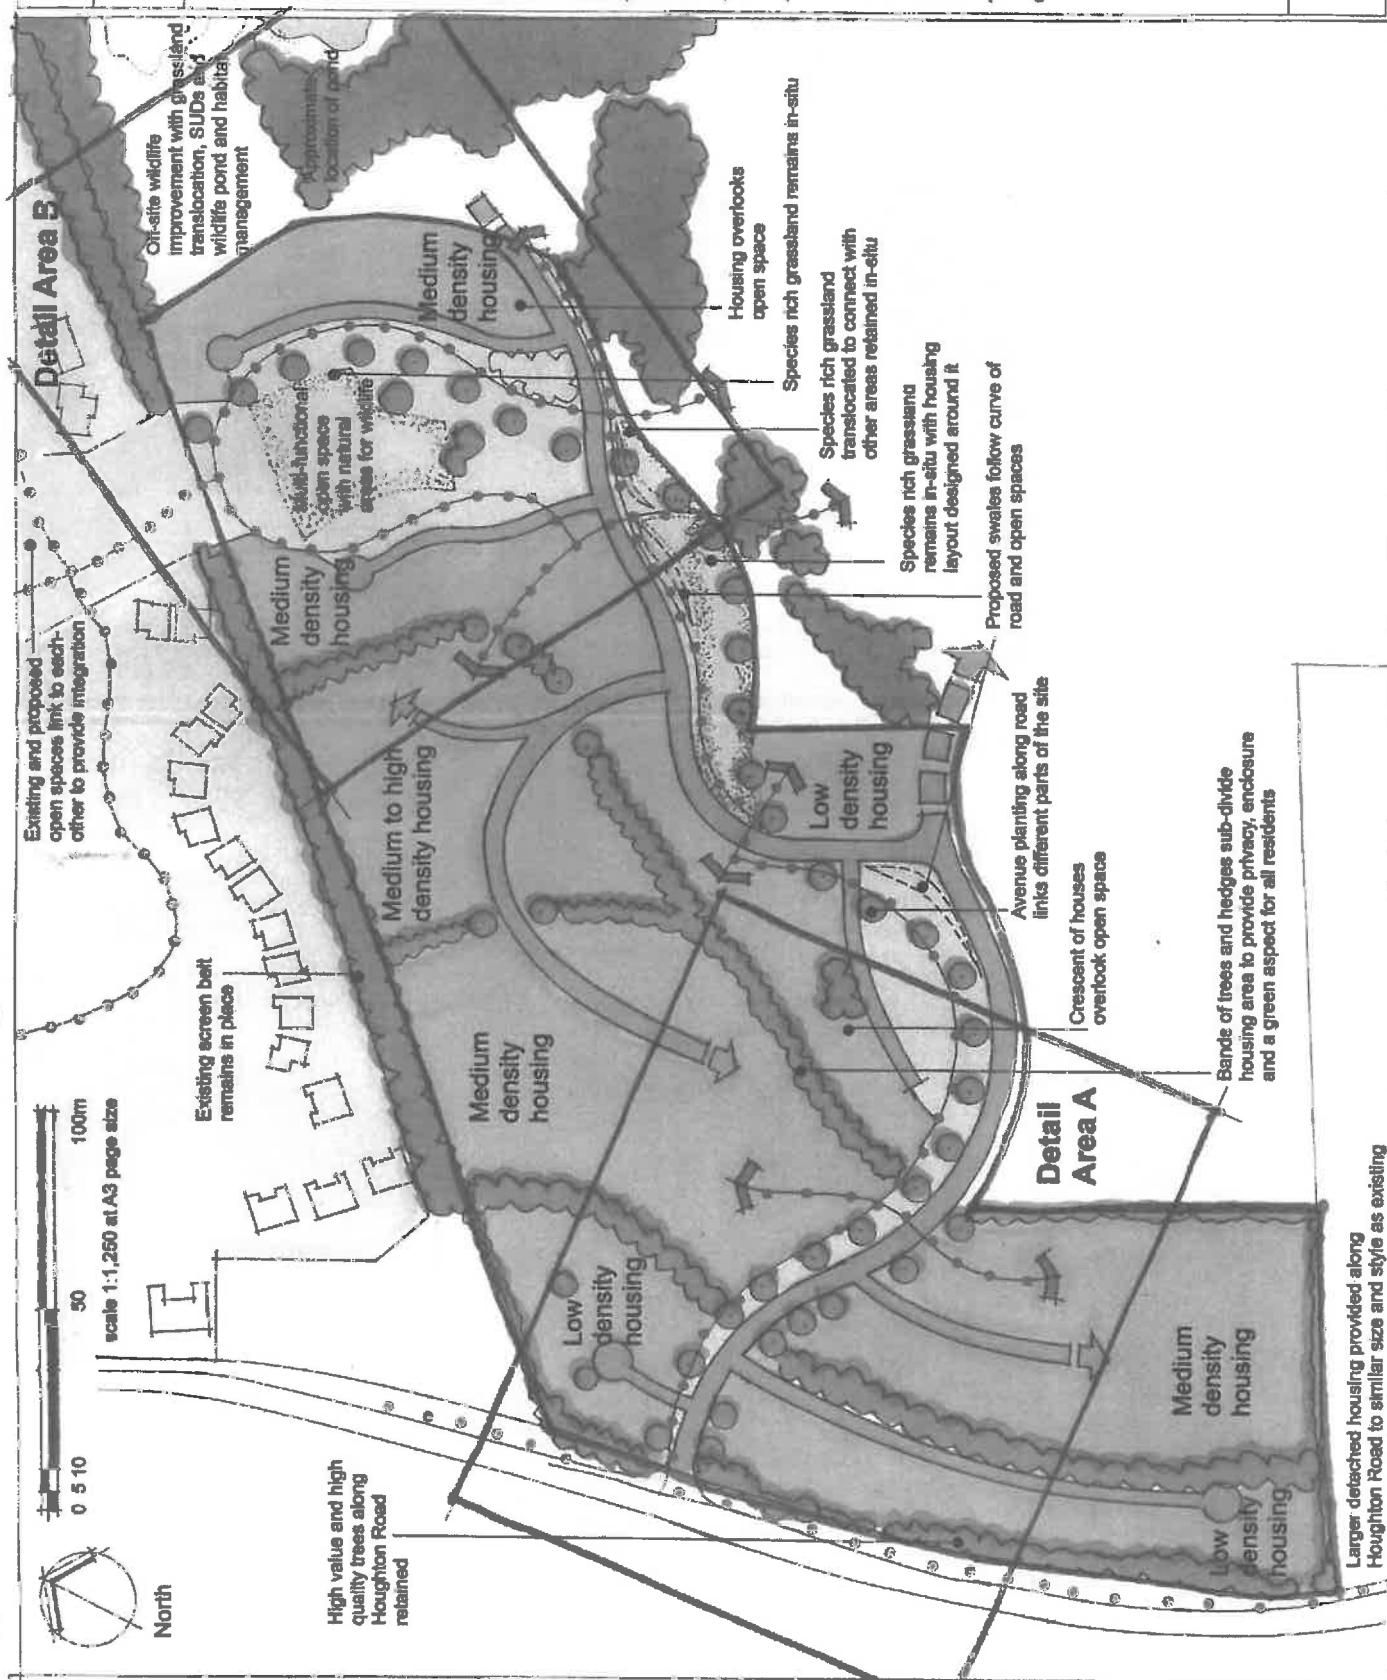 0 5 10
50
100m
scale 1:1,250 at A3 page size
North
Existing and proposed
open spaces link to each-
other to provide integration
Detail Area B
Off-site wildlife
improvement with grassland
translocation, SUDs and
wildlife pond and habitat
management
Approximate
location of pond
Existing screen belt
remains in place
High value and high
quality trees along
Houghton Road
retained
Medium
density
housing
Multi-functional
open space
with natural
areas for wildlife
Medium
density
housing
Medium to high
density housing
Medium
density
housing
Low
density
housing
Low
density
housing
Medium
density
housing
Low
density
housing
Housing overlooks
open space
Species rich grassland remains in-situ
Species rich grassland
translocated to connect with
other areas retained in-situ
Species rich grassland
remains in-situ with housing
layout designed around it
Proposed swales follow curve of
road and open spaces
Avenue planting along road
links different parts of the site
Crescent of houses
overlook open space
Detail
Area A
Bands of trees and hedges sub-divide
housing area to provide privacy, enclosure
and a green aspect for all residents
Larger detached housing provided along
Houghton Road to similar size and style as existing